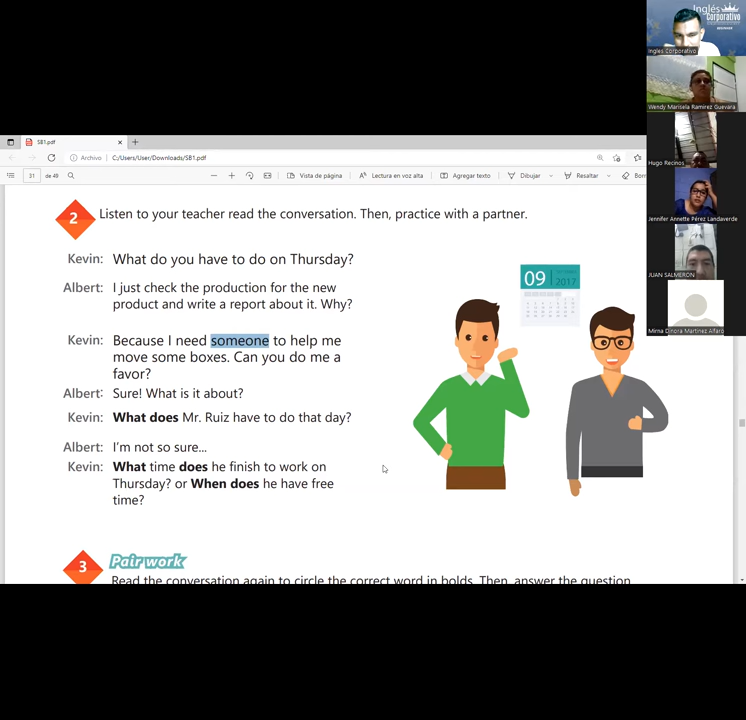 Inglés
Corporativo
Inglés Corporativo
Wendy Marisela Ramirez Guevara
Hugo Recinos
Jennifer Annette Pérez Landaverde
JUAN SALMERON
Mirna Dinora Martinez Alfaro
SB1.pdf
Archivo
C:/Users/User/Downloads/SB1.pdf
31 de 49
Vista de página
Lectura en voz alta
Agregar texto
Dibujar
Resaltar
Borr
2 Listen to your teacher read the conversation. Then, practice with a partner.
Kevin: What do you have to do on Thursday?
Albert: I just check the production for the new
product and write a report about it. Why?
Kevin: Because I need someone to help me
move some boxes. Can you do me a
favor?
Albert: Sure! What is it about?
Kevin: What does Mr. Ruiz have to do that day?
Albert: I'm not so sure...
Kevin: What time does he finish to work on
Thursday? or When does he have free
time?
09
2017
3 Pair work
Read the conversation again to circle the correct word in bolds. Then, answer the question